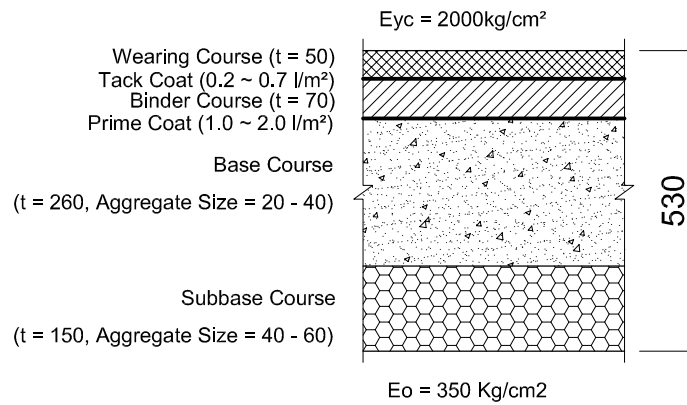 Eyc = 2000kg/cm²
Wearing Course (t = 50)
Tack Coat (0.2 ~ 0.7 l/m²)
Binder Course (t = 70)
Prime Coat (1.0 ~ 2.0 l/m²)
Base Course
(t = 260, Aggregate Size = 20 - 40)
530
Subbase Course
(t = 150, Aggregate Size = 40 - 60)
Eo = 350 Kg/cm2